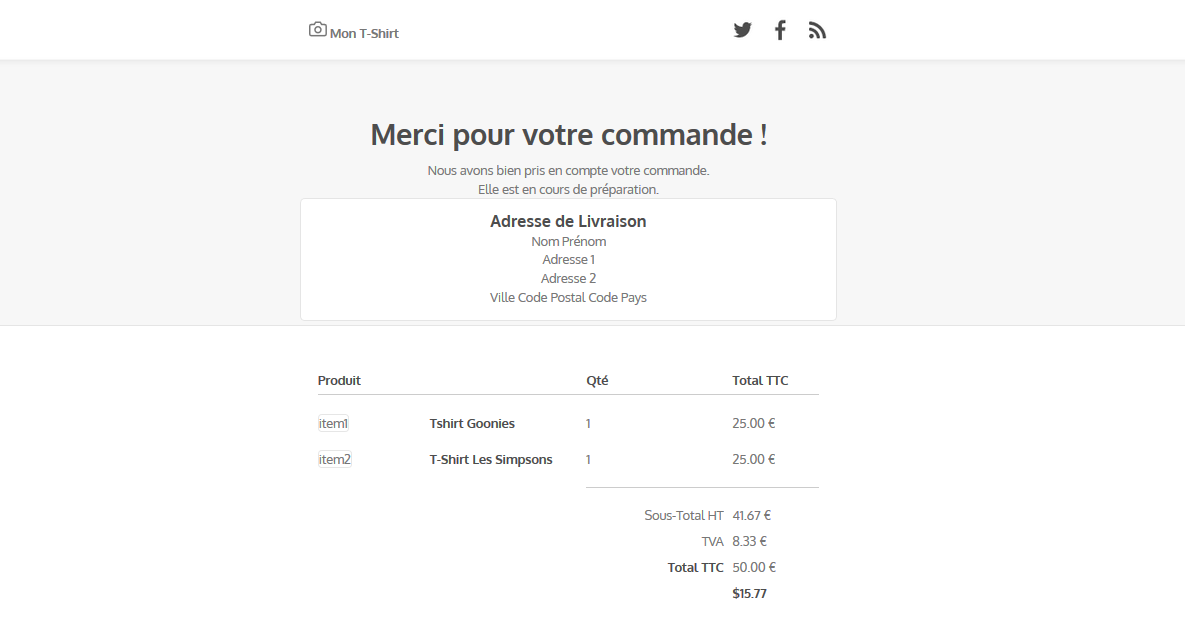 Mon T-Shirt
Merci pour votre commande !
Nous avons bien pris en compte votre commande.
Elle est en cours de préparation.
Adresse de Livraison
Nom Prénom
Adresse 1
Adresse 2
Ville Code Postal Code Pays
Produit Qté Total TTC
item1 Tshirt Goonies 1 25.00 €
item2 T-Shirt Les Simpsons 1 25.00 €
Sous-Total HT 41.67 €
TVA 8.33 €
Total TTC 50.00 €
$15.77